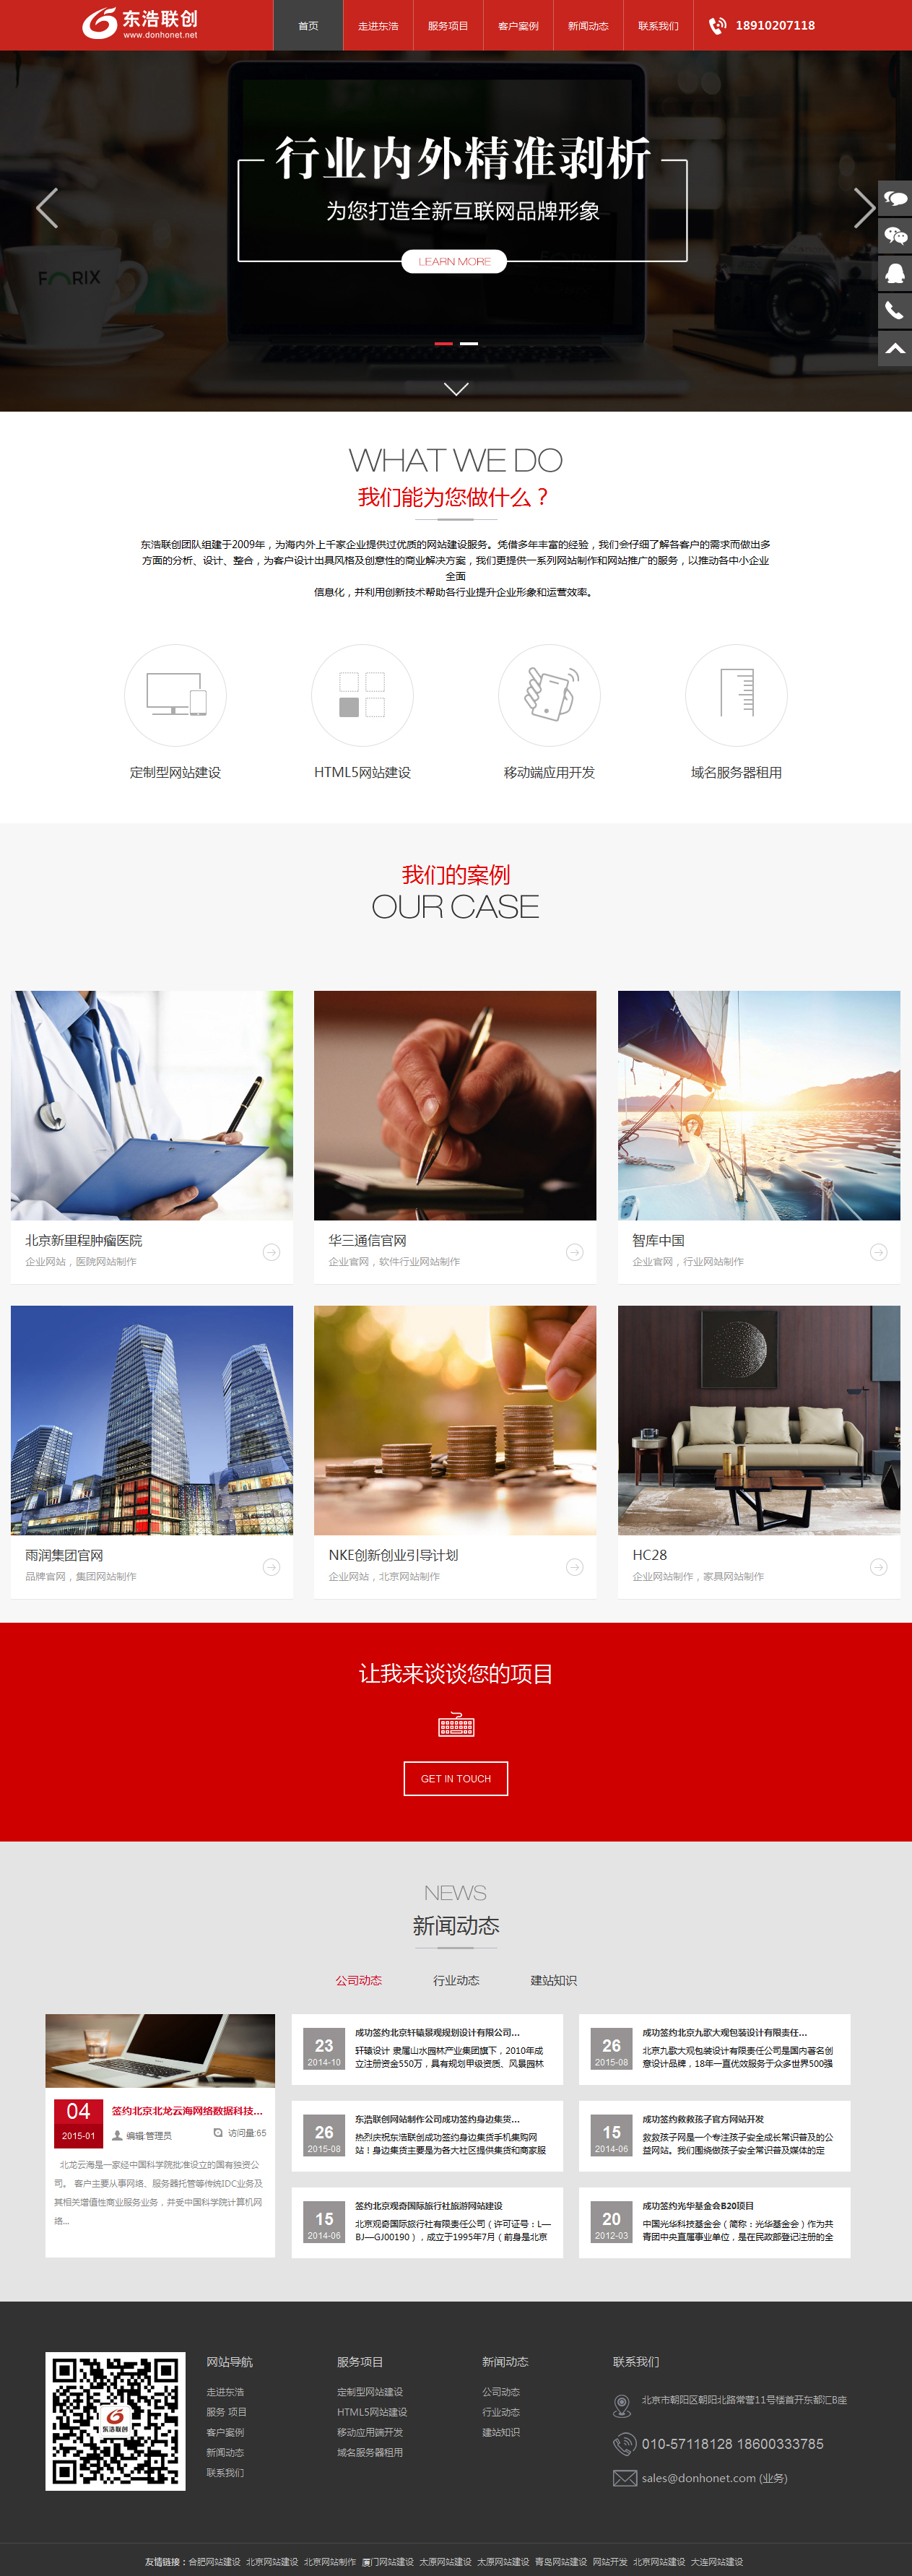 东浩联创
www.donhonet.net
首页 走进东浩 服务项目 客户案例 新闻动态 联系我们 18910207118
行业内外精准剥析
为您打造全新互联网品牌形象
LEARN MORE
FORIX
WHAT WE DO
我们能为您做什么？
东浩联创团队组建于2009年，为海内外上千家企业提供过优质的网站建设服务。凭借多年丰富的经验，我们会仔细了解各客户的需求而做出多
方面的分析、设计、整合，为客户设计出具风格及创意性的商业解决方案，我们更提供一系列网站制作和网站推广的服务，以推动各中小企业
全面
信息化，并利用创新技术帮助各行业提升企业形象和运营效率。
定制型网站建设 HTML5网站建设 移动端应用开发 域名服务器租用
我们的案例
OUR CASE
北京新里程肿瘤医院
企业网站，医院网站制作
华三通信官网
企业官网，软件行业网站制作
智库中国
企业官网，行业网站制作
雨润集团官网
品牌官网，集团网站制作
NKE创新创业引导计划
企业网站，北京网站制作
HC28
企业网站制作，家具网站制作
让我来谈谈您的项目
GET IN TOUCH
NEWS
新闻动态
公司动态 行业动态 建站知识
04
2015-01
签约北京北龙云海网络数据科技...
编辑:管理员 访问量:65
北龙云海是一家经中国科学院批准设立的国有独资公
司。 客户主要从事网络、服务器托管等传统IDC业务及
其相关增值性商业服务业务，并受中国科学院计算机网
络...
23
2014-10
成功签约北京轩辕景观规划设计有限公司...
轩辕设计 隶属山水园林产业集团旗下，2010年成
立注册资金550万，具有规划甲级资质、风景园林
26
2015-08
成功签约北京九歌大观包装设计有限责任...
北京九歌大观包装设计有限责任公司是国内著名创
意设计品牌，18年一直优效服务于众多世界500强
26
2015-08
东浩联创网站制作公司成功签约身边集货...
热烈庆祝东浩联创成功签约身边集货手机集购网
站！身边集货主要是为各大社区提供集货和商家服
15
2014-06
成功签约救救孩子官方网站开发
救救孩子网是一个专注孩子安全成长常识普及的公
益网站。我们围绕做孩子安全常识普及媒体的定
15
2014-06
签约北京观奇国际旅行社旅游网站建设
北京观奇国际旅行社有限责任公司（许可证号：L—
BJ—GJ00190），成立于1995年7月（前身是北京
20
2012-03
成功签约光华基金会B20项目
中国光华科技基金会（简称：光华基金会）作为共
青团中央直属事业单位，是在民政部登记注册的全
东浩联创
网站导航
走进东浩
服务 项目
客户案例
新闻动态
联系我们
服务项目
定制型网站建设
HTML5网站建设
移动应用端开发
域名服务器租用
新闻动态
公司动态
行业动态
建站知识
联系我们
北京市朝阳区朝阳北路常营11号楼首开东都汇B座
010-57118128 18600333785
sales@donhonet.com (业务)
友情链接：合肥网站建设 北京网站建设 北京网站制作 厦门网站建设 太原网站建设 太原网站建设 青岛网站建设 网站开发 北京网站建设 大连网站建设